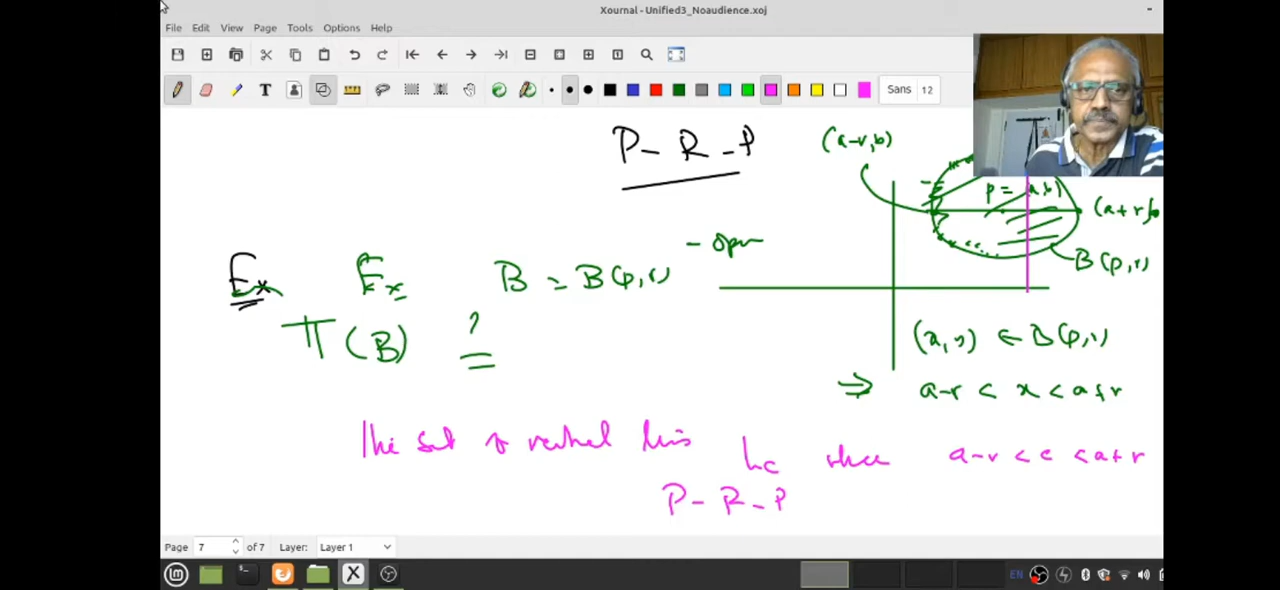 Xournal - Unified3_Noaudience.xoj
File Edit View Page Tools Options Help
Sans 12
P - R - P
(a-r, b)
p = (a,b)
(a+r, b
- open
B(p,r)
Ex Ex B = B(p,r)
π(B) ? =
(x,y) ∈ B(p,r)
⇒ a-r < x < a+r
The set of vertical lines Lc where a-r < c < a+r
P - R - P
Page 7 of 7 Layer: Layer 1
EN